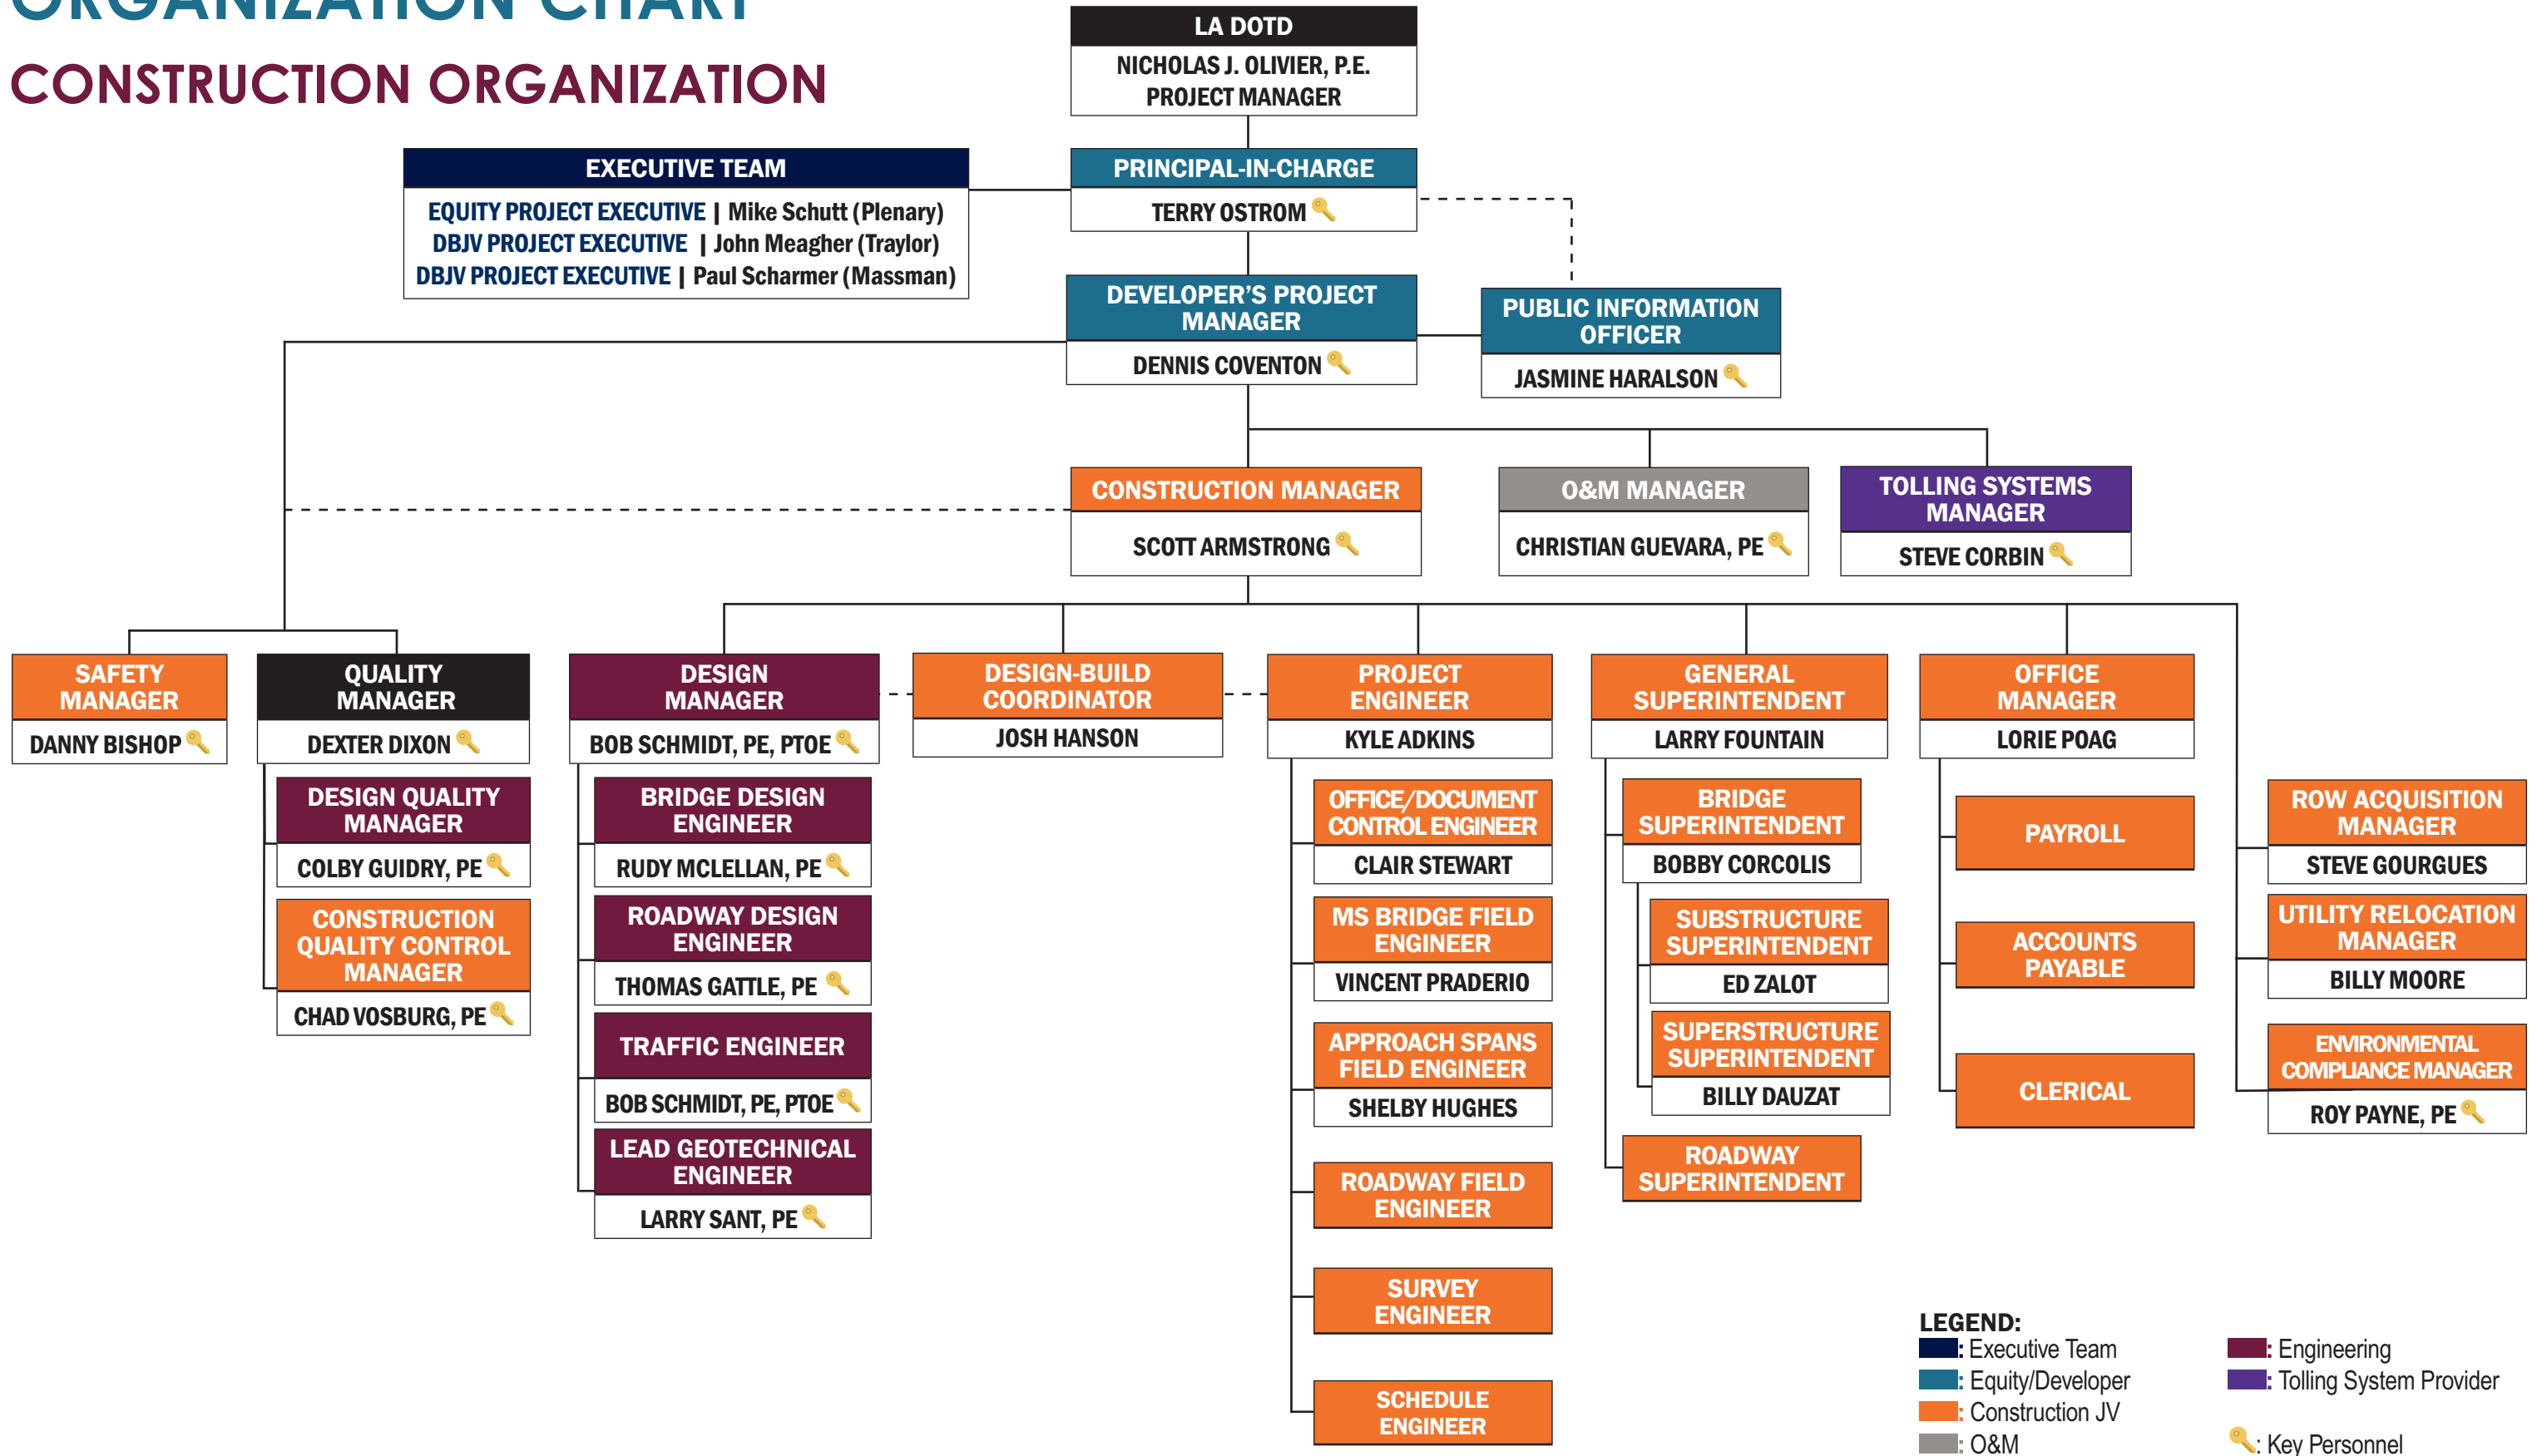 ORGANIZATION CHART
CONSTRUCTION ORGANIZATION
LA DOTD
NICHOLAS J. OLIVIER, P.E.
PROJECT MANAGER
EXECUTIVE TEAM
EQUITY PROJECT EXECUTIVE | Mike Schutt (Plenary)
DBJV PROJECT EXECUTIVE | John Meagher (Traylor)
DBJV PROJECT EXECUTIVE | Paul Scharmer (Massman)
PRINCIPAL-IN-CHARGE
TERRY OSTROM
DEVELOPER'S PROJECT
MANAGER
DENNIS COVENTON
PUBLIC INFORMATION
OFFICER
JASMINE HARALSON
CONSTRUCTION MANAGER
SCOTT ARMSTRONG
O&M MANAGER
CHRISTIAN GUEVARA, PE
TOLLING SYSTEMS
MANAGER
STEVE CORBIN
SAFETY
MANAGER
DANNY BISHOP
QUALITY
MANAGER
DEXTER DIXON
DESIGN QUALITY
MANAGER
COLBY GUIDRY, PE
CONSTRUCTION
QUALITY CONTROL
MANAGER
CHAD VOSBURG, PE
DESIGN
MANAGER
BOB SCHMIDT, PE, PTOE
BRIDGE DESIGN
ENGINEER
RUDY MCLELLAN, PE
ROADWAY DESIGN
ENGINEER
THOMAS GATTLE, PE
TRAFFIC ENGINEER
BOB SCHMIDT, PE, PTOE
LEAD GEOTECHNICAL
ENGINEER
LARRY SANT, PE
DESIGN-BUILD
COORDINATOR
JOSH HANSON
PROJECT
ENGINEER
KYLE ADKINS
OFFICE/DOCUMENT
CONTROL ENGINEER
CLAIR STEWART
MS BRIDGE FIELD
ENGINEER
VINCENT PRADERIO
APPROACH SPANS
FIELD ENGINEER
SHELBY HUGHES
ROADWAY FIELD
ENGINEER
SURVEY
ENGINEER
SCHEDULE
ENGINEER
GENERAL
SUPERINTENDENT
LARRY FOUNTAIN
BRIDGE
SUPERINTENDENT
BOBBY CORCOLIS
SUBSTRUCTURE
SUPERINTENDENT
ED ZALOT
SUPERSTRUCTURE
SUPERINTENDENT
BILLY DAUZAT
ROADWAY
SUPERINTENDENT
OFFICE
MANAGER
LORIE POAG
PAYROLL
ACCOUNTS
PAYABLE
CLERICAL
ROW ACQUISITION
MANAGER
STEVE GOURGUES
UTILITY RELOCATION
MANAGER
BILLY MOORE
ENVIRONMENTAL
COMPLIANCE MANAGER
ROY PAYNE, PE
LEGEND:
: Executive Team
: Equity/Developer
: Construction JV
: O&M
: Engineering
: Tolling System Provider
: Key Personnel